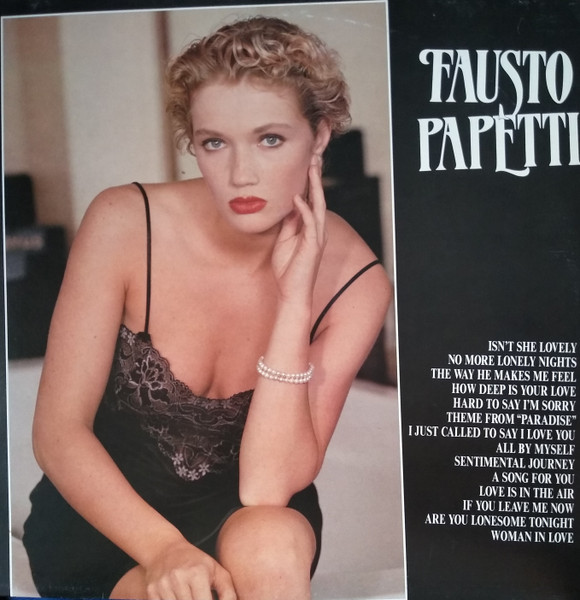 FAUSTO
PAPETTI
ISN'T SHE LOVELY
NO MORE LONELY NIGHTS
THE WAY HE MAKES ME FEEL
HOW DEEP IS YOUR LOVE
HARD TO SAY I'M SORRY
THEME FROM "PARADISE"
I JUST CALLED TO SAY I LOVE YOU
ALL BY MYSELF
SENTIMENTAL JOURNEY
A SONG FOR YOU
LOVE IS IN THE AIR
IF YOU LEAVE ME NOW
ARE YOU LONESOME TONIGHT
WOMAN IN LOVE